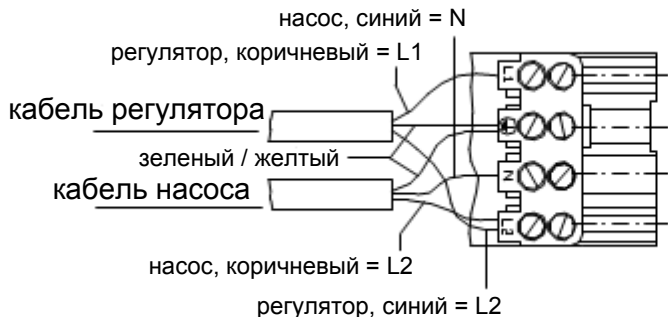 насос, синий = N
регулятор, коричневый = L1
кабель регулятора
зеленый / желтый
кабель насоса
насос, коричневый = L2
регулятор, синий = L2
L1
N
L2